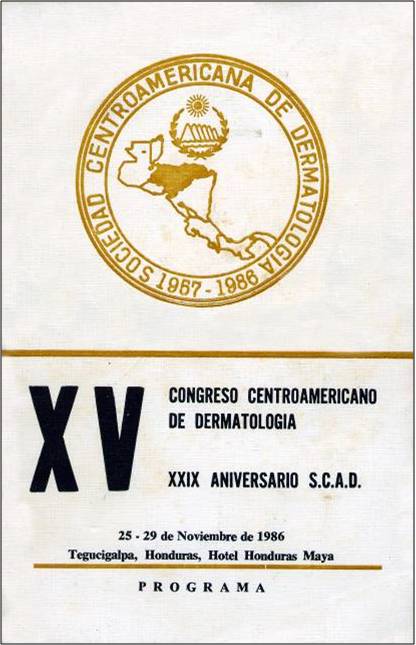 SOCIEDAD CENTROAMERICANA DE DERMATOLOGIA
1957 - 1986
XV
CONGRESO CENTROAMERICANO
DE DERMATOLOGIA
XXIX ANIVERSARIO S.C.A.D.
25 - 29 de Noviembre de 1986
Tegucigalpa, Honduras, Hotel Honduras Maya
PROGRAMA